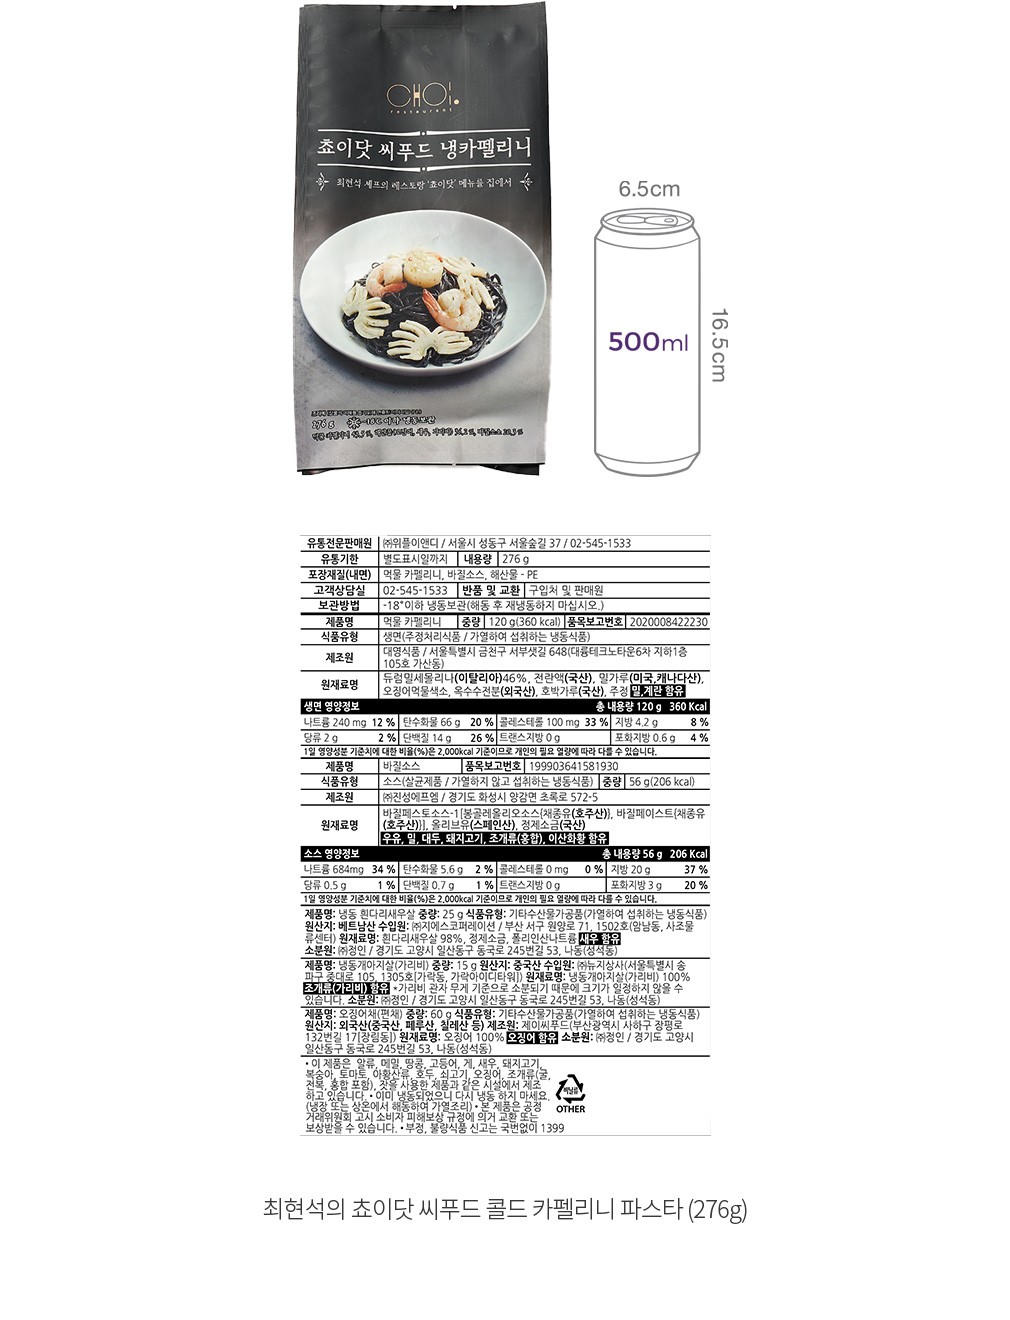 CHOI.
restaurant
쵸이닷 씨푸드 냉카펠리니
최현석 셰프의 레스토랑 '쵸이닷' 메뉴를 집에서
276 g -18℃ 이하 냉동보관
6.5cm
500ml
16.5cm
유통전문판매원 ㈜위플이앤디 / 서울시 성동구 서울숲길 37 / 02-545-1533
유통기한 별도표시일까지 내용량 276 g
포장재질(내면) 먹물 카펠리니, 바질소스, 해산물 - PE
고객상담실 02-545-1533 반품 및 교환 구입처 및 판매원
보관방법 -18°이하 냉동보관(해동 후 재냉동하지 마십시오.)
제품명 먹물 카펠리니 중량 120 g(360 kcal) 품목보고번호 2020008422230
식품유형 생면(주정처리식품 / 가열하여 섭취하는 냉동식품)
제조원 대영식품 / 서울특별시 금천구 서부샛길 648(대륭테크노타운6차 지하1층
105호 가산동)
원재료명 듀럼밀세몰리나(이탈리아)46%, 전란액(국산), 밀가루(미국,캐나다산),
오징어먹물색소, 옥수수전분(외국산), 호박가루(국산), 주정 밀,계란 함유
생면 영양정보 총 내용량 120 g 360 Kcal
나트륨 240 mg 12 % 탄수화물 66 g 20 % 콜레스테롤 100 mg 33 % 지방 4.2 g 8 %
당류 2 g 2 % 단백질 14 g 26 % 트랜스지방 0 g 포화지방 0.6 g 4 %
1일 영양성분 기준치에 대한 비율(%)은 2,000kcal 기준이므로 개인의 필요 열량에 따라 다를 수 있습니다.
제품명 바질소스 품목보고번호 199903641581930
식품유형 소스(살균제품 / 가열하지 않고 섭취하는 냉동식품) 중량 56 g(206 kcal)
제조원 ㈜진성에프엠 / 경기도 화성시 양감면 초록로 572-5
원재료명 바질페스토소스-1[봉골레올리오소스{채종유(호주산)}, 바질페이스트{채종유
(호주산)}], 올리브유(스페인산), 정제소금(국산)
우유, 밀, 대두, 돼지고기, 조개류(홍합), 이산화황 함유
소스 영양정보 총 내용량 56 g 206 Kcal
나트륨 684mg 34 % 탄수화물 5.6 g 2 % 콜레스테롤 0 mg 0 % 지방 20 g 37 %
당류 0.5 g 1 % 단백질 0.7 g 1 % 트랜스지방 0 g 포화지방 3 g 20 %
1일 영양성분 기준치에 대한 비율(%)은 2,000kcal 기준이므로 개인의 필요 열량에 따라 다를 수 있습니다.
제품명: 냉동 흰다리새우살 중량: 25 g 식품유형: 기타수산물가공품(가열하여 섭취하는 냉동식품)
원산지: 베트남산 수입원: ㈜지에스코퍼레이션 / 부산 서구 원양로 71, 1502호(암남동, 사조물
류센터) 원재료명: 흰다리새우살 98%, 정제소금, 폴리인산나트륨 새우 함유
소분원: ㈜정인 / 경기도 고양시 일산동구 동국로 245번길 53, 나동(성석동)
제품명: 냉동개아지살(가리비) 중량: 15 g 원산지: 중국산 수입원: ㈜뉴지상사(서울특별시 송
파구 중대로 105, 1305호[가락동, 가락아이디타워]) 원재료명: 냉동개아지살(가리비) 100%
조개류(가리비) 함유 *가리비 관자 무게 기준으로 소분되기 때문에 크기가 일정하지 않을 수
있습니다. 소분원: ㈜정인 / 경기도 고양시 일산동구 동국로 245번길 53, 나동(성석동)
제품명: 오징어채(편채) 중량: 60 g 식품유형: 기타수산물가공품(가열하여 섭취하는 냉동식품)
원산지: 외국산(중국산, 페루산, 칠레산 등) 제조원: 제이씨푸드(부산광역시 사하구 장평로
132번길 17[장림동]) 원재료명: 오징어 100% 오징어 함유 소분원: ㈜정인 / 경기도 고양시
일산동구 동국로 245번길 53, 나동(성석동)
• 이 제품은 알류, 메밀, 땅콩, 고등어, 게, 새우, 돼지고기,
복숭아, 토마토, 아황산류, 호두, 쇠고기, 오징어, 조개류(굴,
전복, 홍합 포함), 잣을 사용한 제품과 같은 시설에서 제조
하고 있습니다. • 이미 냉동되었으니 다시 냉동 하지 마세요.
(냉장 또는 상온에서 해동하여 가열조리) • 본 제품은 공정
거래위원회 고시 소비자 피해보상 규정에 의거 교환 또는
보상받을 수 있습니다. • 부정, 불량식품 신고는 국번없이 1399
비닐류
OTHER
최현석의 쵸이닷 씨푸드 콜드 카펠리니 파스타 (276g)